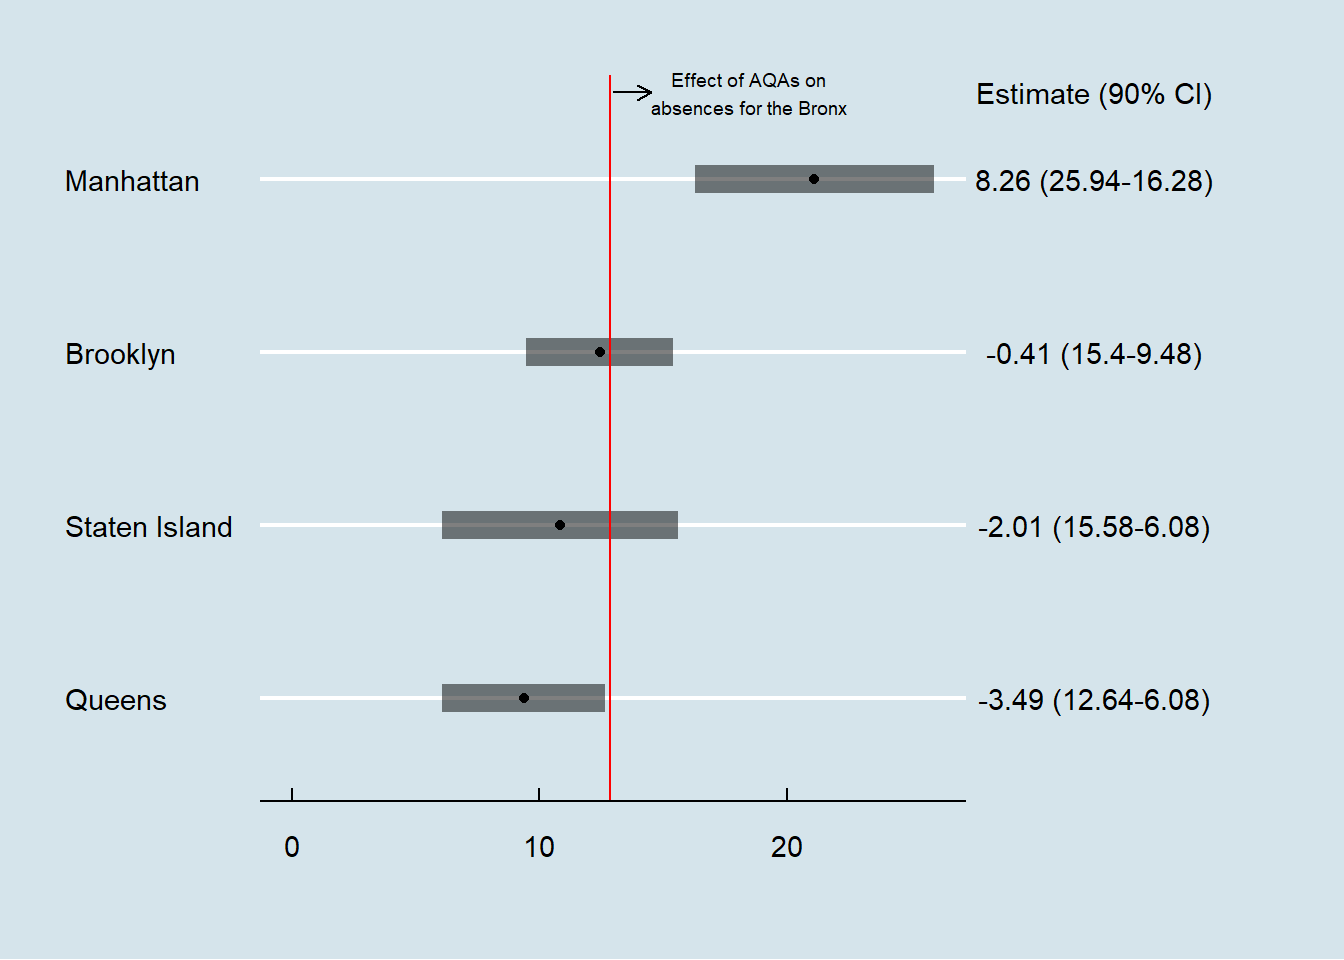 Effect of AQAs on
absences for the Bronx
Estimate (90% CI)
Manhattan
8.26 (25.94-16.28)
Brooklyn
-0.41 (15.4-9.48)
Staten Island
-2.01 (15.58-6.08)
Queens
-3.49 (12.64-6.08)
0
10
20